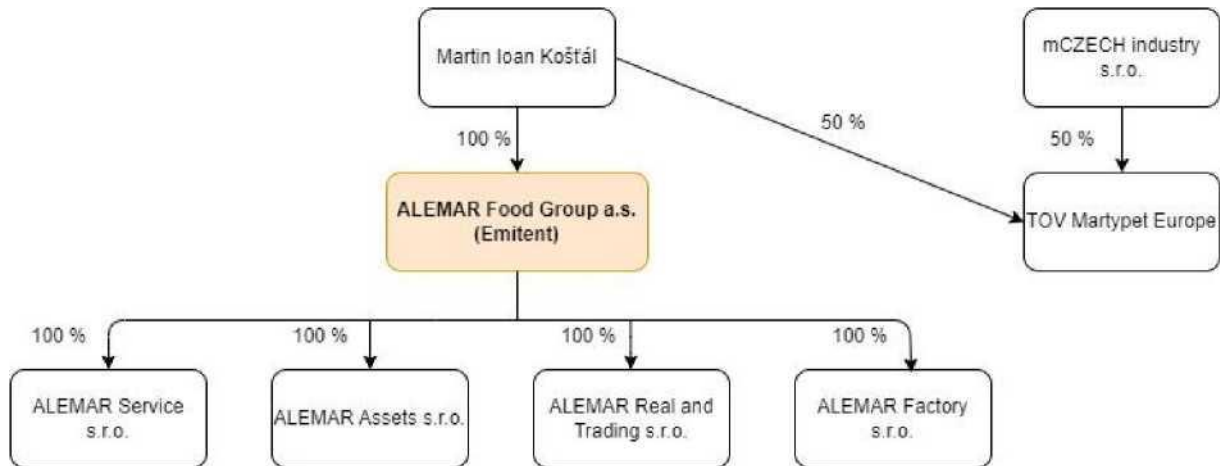 Martin Ioan Košťál
mCZECH industry
s.r.o.
100 %
50 %
50 %
ALEMAR Food Group a.s.
(Emitent)
TOV Martypet Europe
100 %
100 %
100 %
100 %
ALEMAR Service
s.r.o.
ALEMAR Assets s.r.o.
ALEMAR Real and
Trading s.r.o.
ALEMAR Factory
s.r.o.